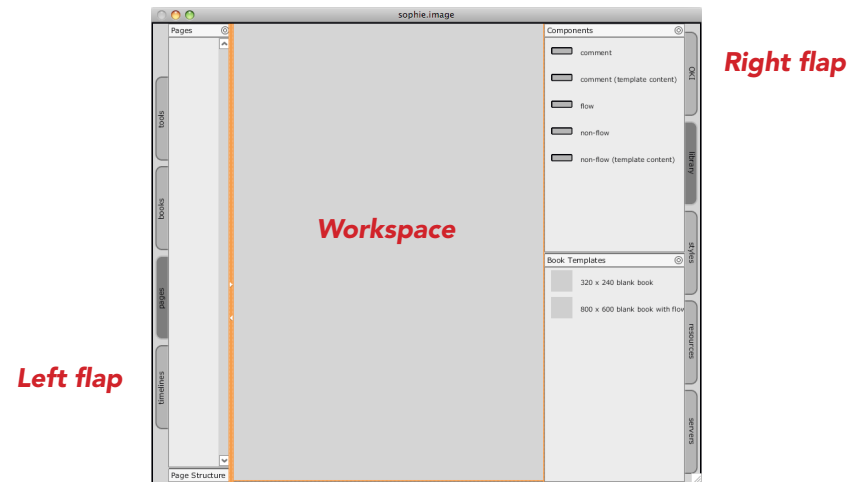 sophie.image
Pages
Components
Right flap
comment
OKI
comment (template content)
tools
flow
non-flow
library
non-flow (template content)
books
Workspace
styles
Book Templates
pages
320 x 240 blank book
800 x 600 blank book with flow
resources
Left flap
timelines
servers
Page Structure